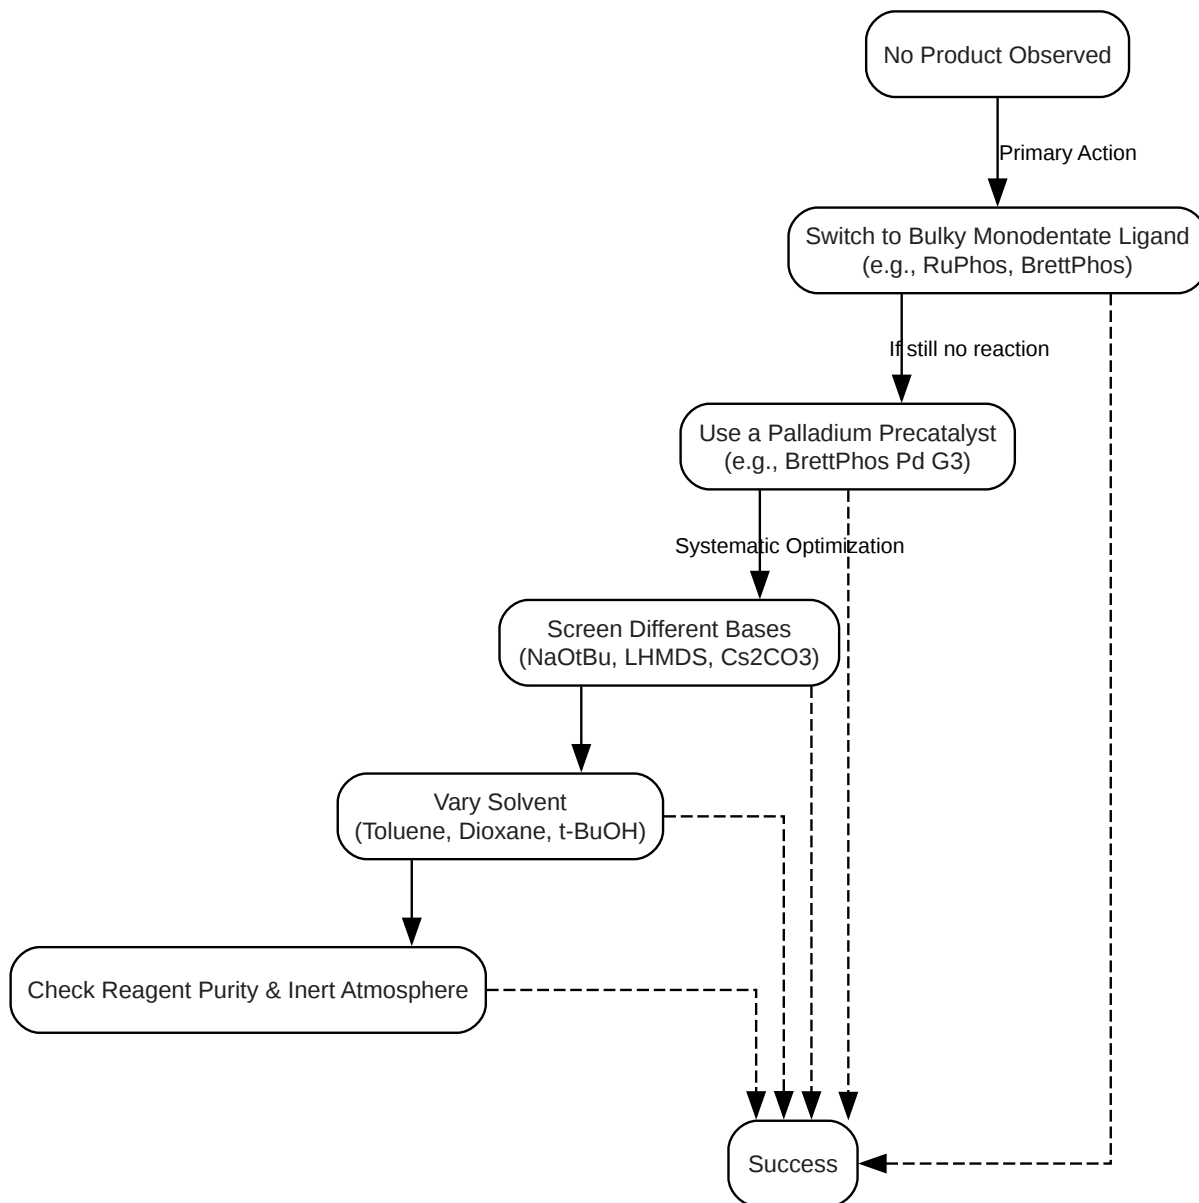 No Product Observed
Primary Action
Switch to Bulky Monodentate Ligand
(e.g., RuPhos, BrettPhos)
If still no reaction
Use a Palladium Precatalyst
(e.g., BrettPhos Pd G3)
Systematic Optimization
Screen Different Bases
(NaOtBu, LHMDS, Cs2CO3)
Vary Solvent
(Toluene, Dioxane, t-BuOH)
Check Reagent Purity & Inert Atmosphere
Success